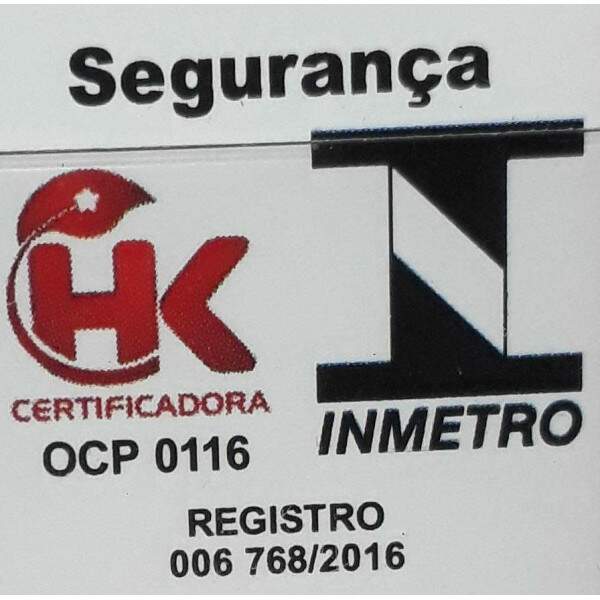 Segurança
HK
CERTIFICADORA
OCP 0116
INMETRO
REGISTRO
006 768/2016